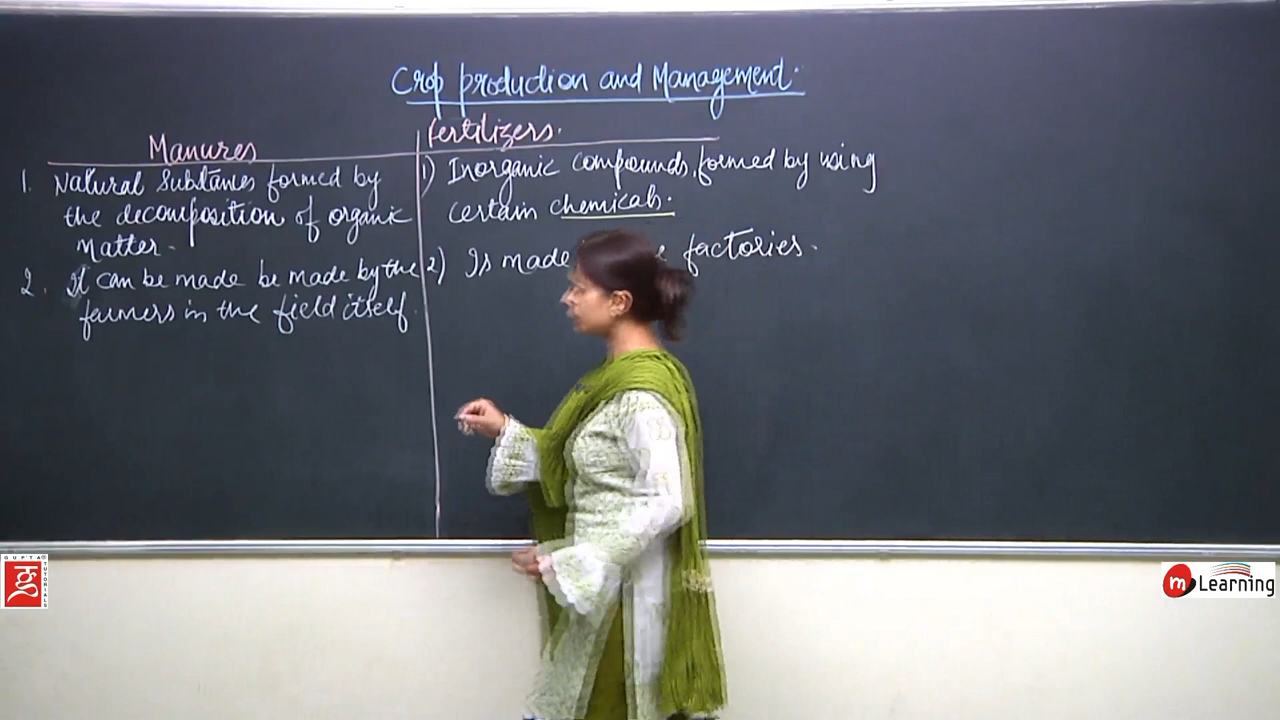 Crop production and Management.
Manures
1. Natural Substances formed by
the decomposition of organic
Matter.
2. It can be made be made by the
farmers in the field itself.
Fertilizers.
1) Inorganic compounds, formed by using
certain chemicals.
2) Is made factories.
GUPTA
TUTORIALS
m Learning